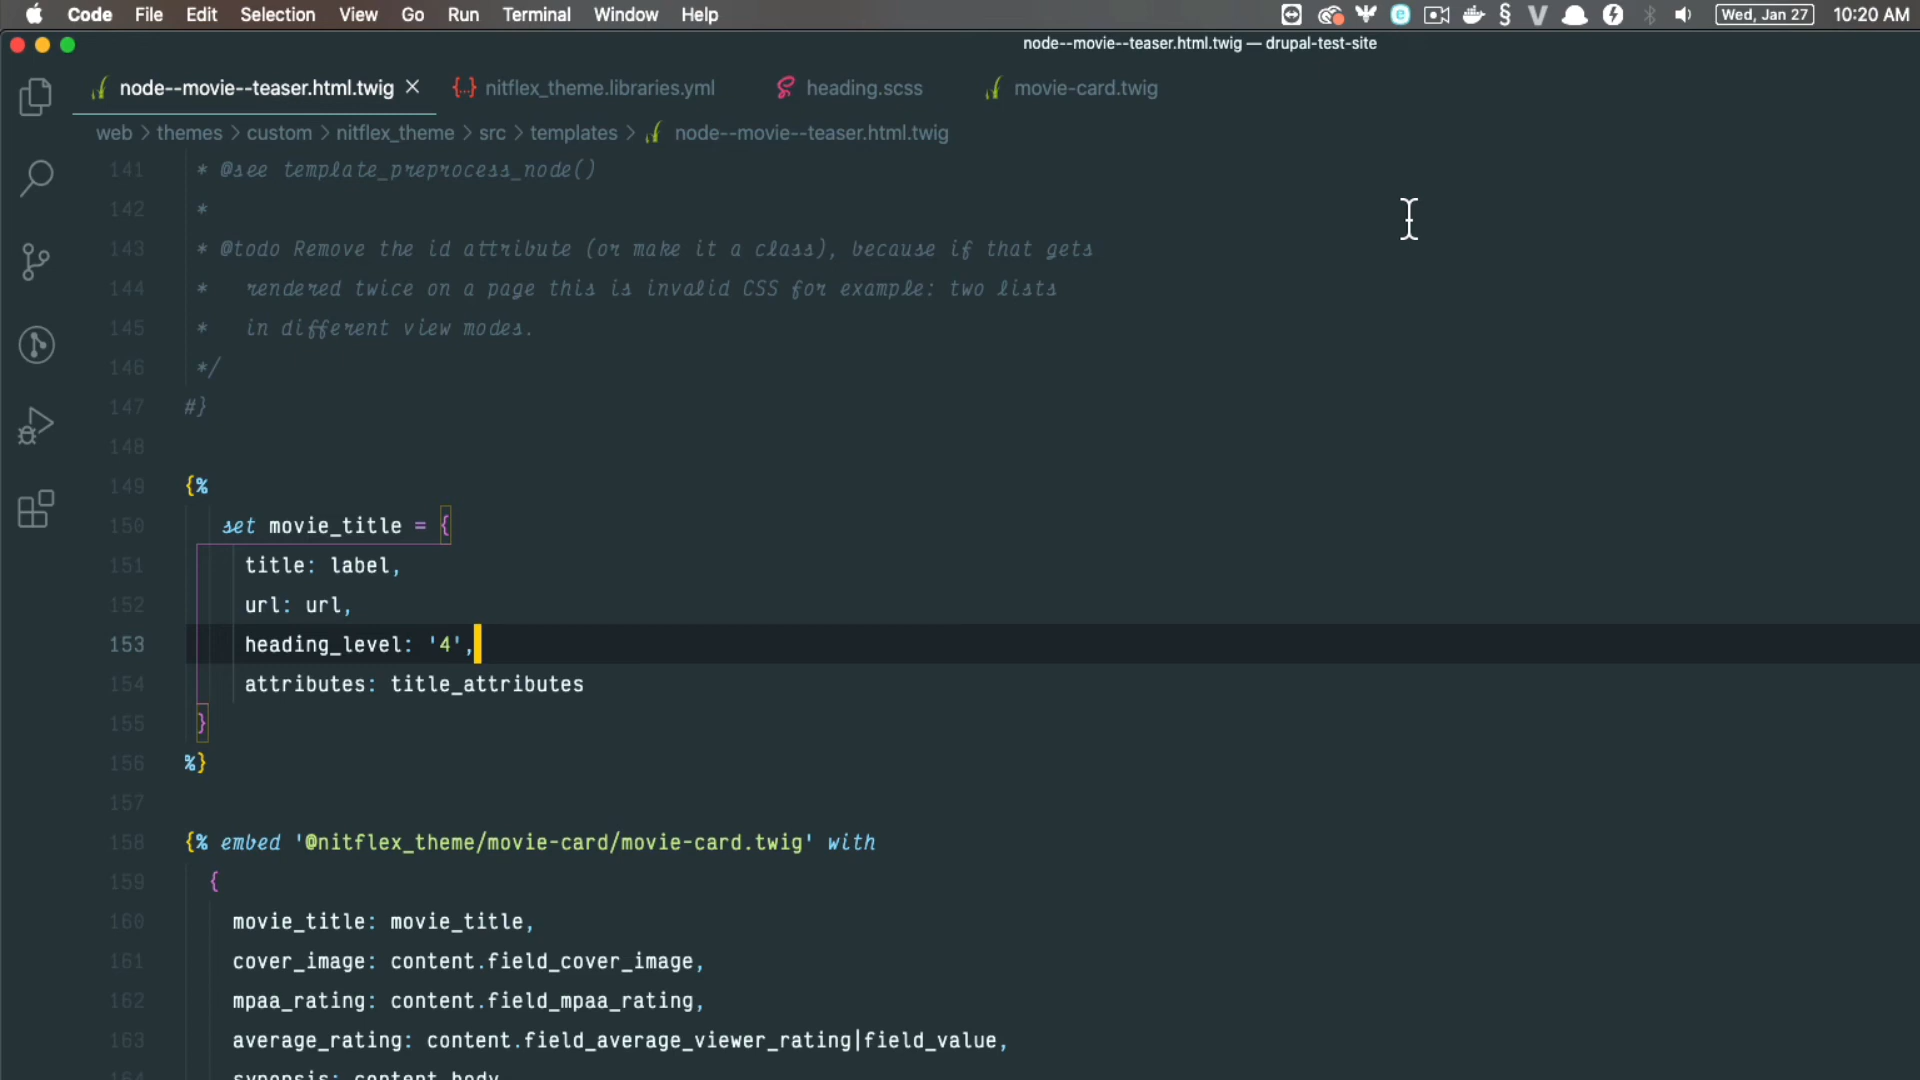 Code File Edit Selection View Go Run Terminal Window Help Wed, Jan 27 10:20 AM
node--movie--teaser.html.twig — drupal-test-site
node--movie--teaser.html.twig nitflex_theme.libraries.yml heading.scss movie-card.twig
web > themes > custom > nitflex_theme > src > templates > node--movie--teaser.html.twig
141 * @see template_preprocess_node()
142 *
143 * @todo Remove the id attribute (or make it a class), because if that gets
144 * rendered twice on a page this is invalid CSS for example: two lists
145 * in different view modes.
146 */
147 #}
148
149 {%
150 set movie_title = {
151 title: label,
152 url: url,
153 heading_level: '4',
154 attributes: title_attributes
155 }
156 %}
157
158 {% embed '@nitflex_theme/movie-card/movie-card.twig' with
159 {
160 movie_title: movie_title,
161 cover_image: content.field_cover_image,
162 mpaa_rating: content.field_mpaa_rating,
163 average_rating: content.field_average_viewer_rating|field_value,
164 synopsis: content.body